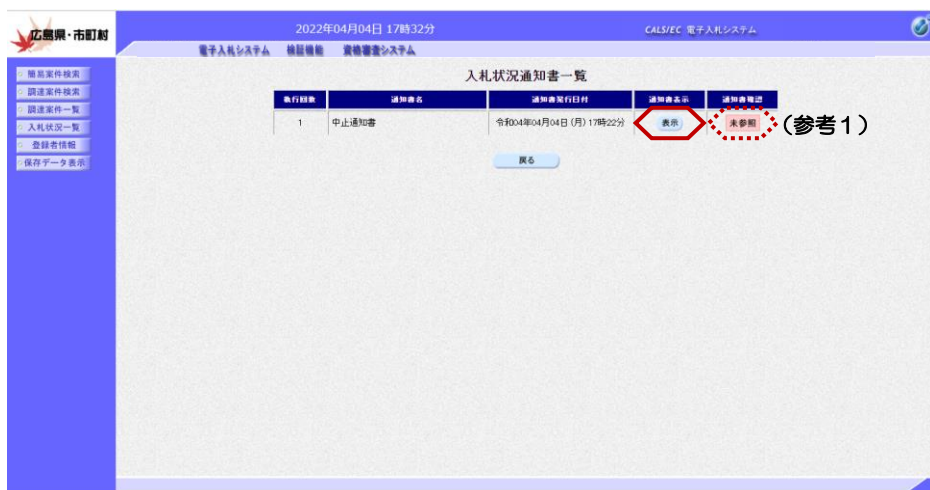 広島県・市町村
2022年04月04日 17時32分
CALS/EC 電子入札システム
電子入札システム 検証機能 資格審査システム
簡易案件検索
調達案件検索
調達案件一覧
入札状況一覧
登録者情報
保存データ表示
入札状況通知書一覧
執行回数 通知書名 通知書発行日付 通知書表示 通知書確認
1 中止通知書 令和04年04月04日 (月) 17時22分 表示 未参照 (参考1)
戻る